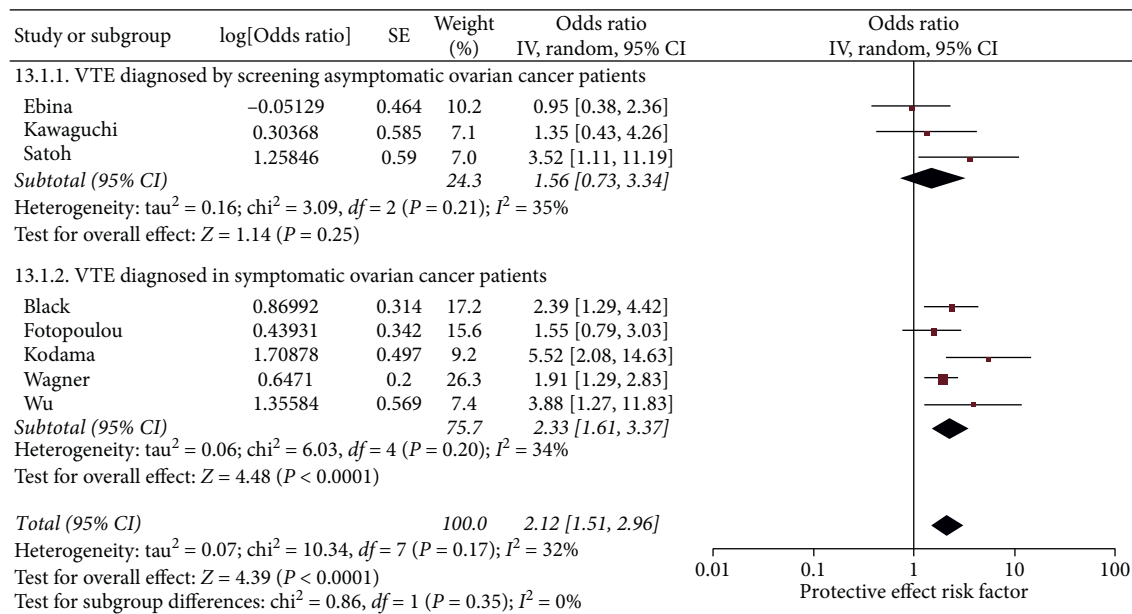 Study or subgroup log[Odds ratio] SE Weight (%) Odds ratio IV, random, 95% CI Odds ratio IV, random, 95% CI
13.1.1. VTE diagnosed by screening asymptomatic ovarian cancer patients
Ebina –0.05129 0.464 10.2 0.95 [0.38, 2.36]
Kawaguchi 0.30368 0.585 7.1 1.35 [0.43, 4.26]
Satoh 1.25846 0.59 7.0 3.52 [1.11, 11.19]
Subtotal (95% CI) 24.3 1.56 [0.73, 3.34]
Heterogeneity: tau² = 0.16; chi² = 3.09, df = 2 (P = 0.21); I² = 35%
Test for overall effect: Z = 1.14 (P = 0.25)
13.1.2. VTE diagnosed in symptomatic ovarian cancer patients
Black 0.86992 0.314 17.2 2.39 [1.29, 4.42]
Fotopoulou 0.43931 0.342 15.6 1.55 [0.79, 3.03]
Kodama 1.70878 0.497 9.2 5.52 [2.08, 14.63]
Wagner 0.6471 0.2 26.3 1.91 [1.29, 2.83]
Wu 1.35584 0.569 7.4 3.88 [1.27, 11.83]
Subtotal (95% CI) 75.7 2.33 [1.61, 3.37]
Heterogeneity: tau² = 0.06; chi² = 6.03, df = 4 (P = 0.20); I² = 34%
Test for overall effect: Z = 4.48 (P < 0.0001)
Total (95% CI) 100.0 2.12 [1.51, 2.96]
Heterogeneity: tau² = 0.07; chi² = 10.34, df = 7 (P = 0.17); I² = 32%
Test for overall effect: Z = 4.39 (P < 0.0001)
Test for subgroup differences: chi² = 0.86, df = 1 (P = 0.35); I² = 0%
0.01 0.1 1 10 100
Protective effect risk factor